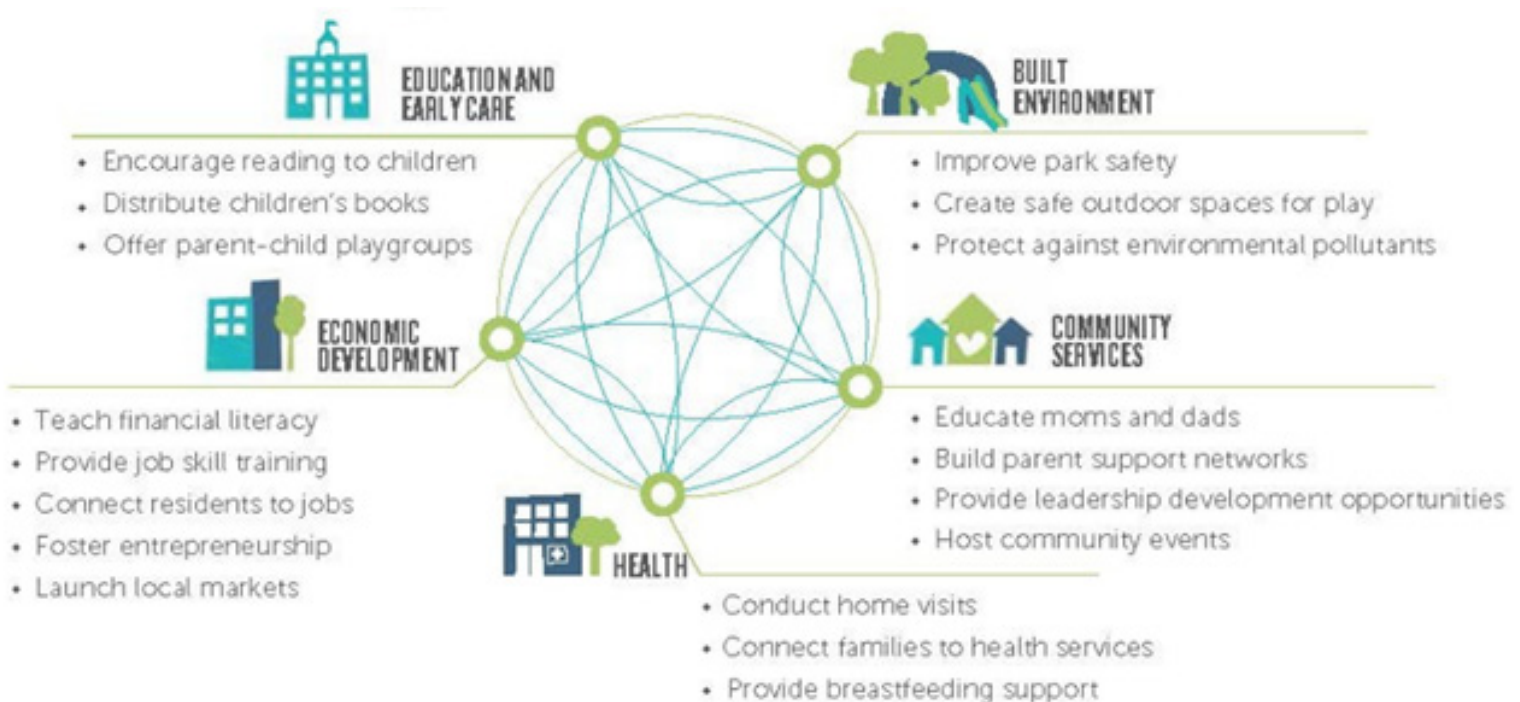 EDUCATION AND
EARLY CARE
• Encourage reading to children
• Distribute children's books
• Offer parent-child playgroups
BUILT
ENVIRONMENT
• Improve park safety
• Create safe outdoor spaces for play
• Protect against environmental pollutants
ECONOMIC
DEVELOPMENT
• Teach financial literacy
• Provide job skill training
• Connect residents to jobs
• Foster entrepreneurship
• Launch local markets
COMMUNITY
SERVICES
• Educate moms and dads
• Build parent support networks
• Provide leadership development opportunities
• Host community events
HEALTH
• Conduct home visits
• Connect families to health services
• Provide breastfeeding support